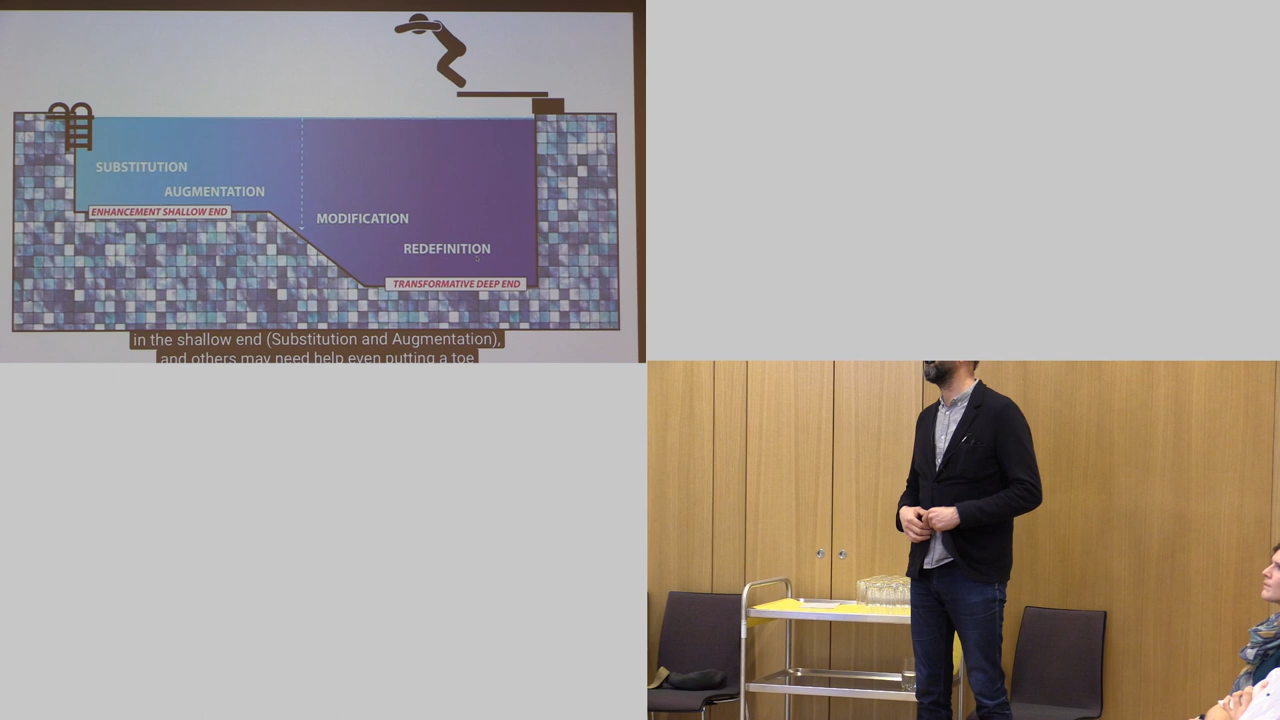 SUBSTITUTION
AUGMENTATION
ENHANCEMENT SHALLOW END
MODIFICATION
REDEFINITION
TRANSFORMATIVE DEEP END
in the shallow end (Substitution and Augmentation),
and others may need help even putting a toe